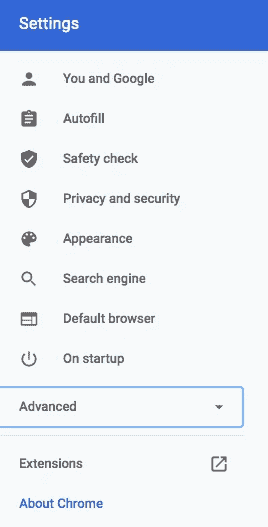 Settings
You and Google
Autofill
Safety check
Privacy and security
Appearance
Search engine
Default browser
On startup
Advanced
Extensions
About Chrome